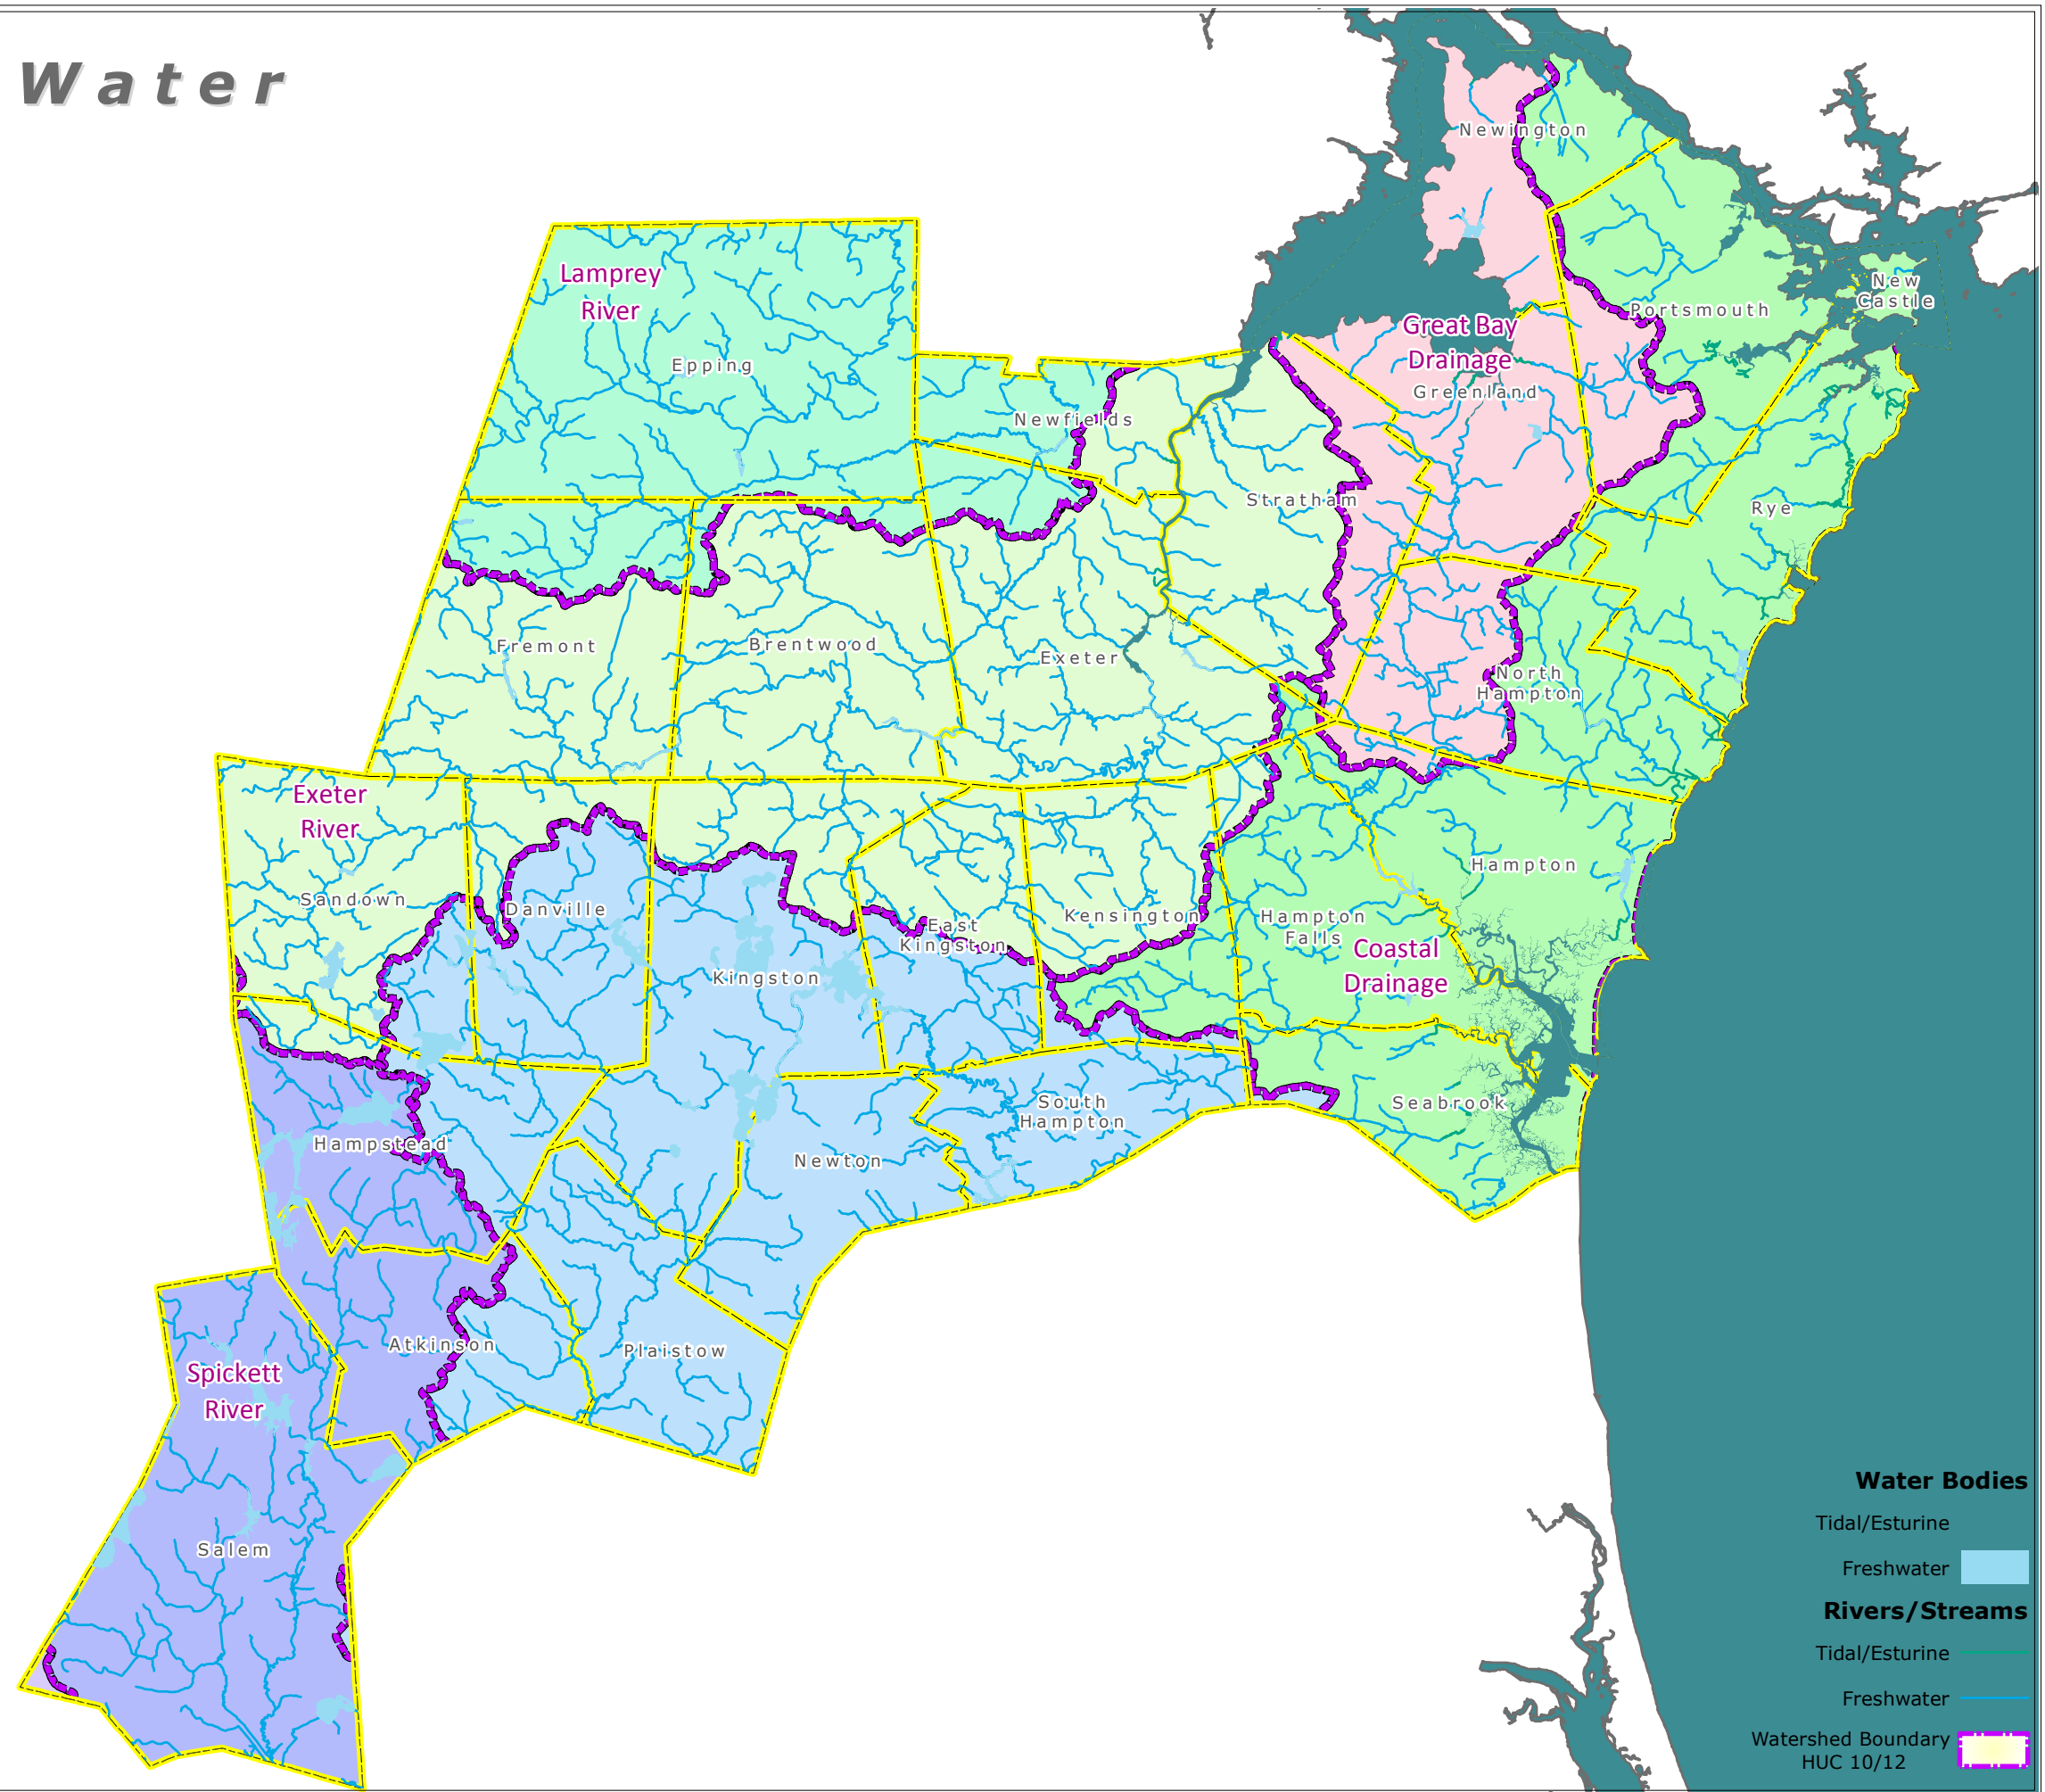 Water
Newington
Lamprey
River
New
Castle
Portsmouth
Great Bay
Drainage
Epping
Greenland
Newfields
Stratham
Rye
Fremont
Brentwood
Exeter
North
Hampton
Exeter
River
Sandown
Danville
Hampton
Kensington
Hampton
Falls
East
Kingston
Coastal
Drainage
Kingston
South
Hampton
Seabrook
Hampstead
Newton
Atkinson
Plaistow
Spickett
River
Salem
Water Bodies
Tidal/Esturine
Freshwater
Rivers/Streams
Tidal/Esturine
Freshwater
Watershed Boundary
HUC 10/12